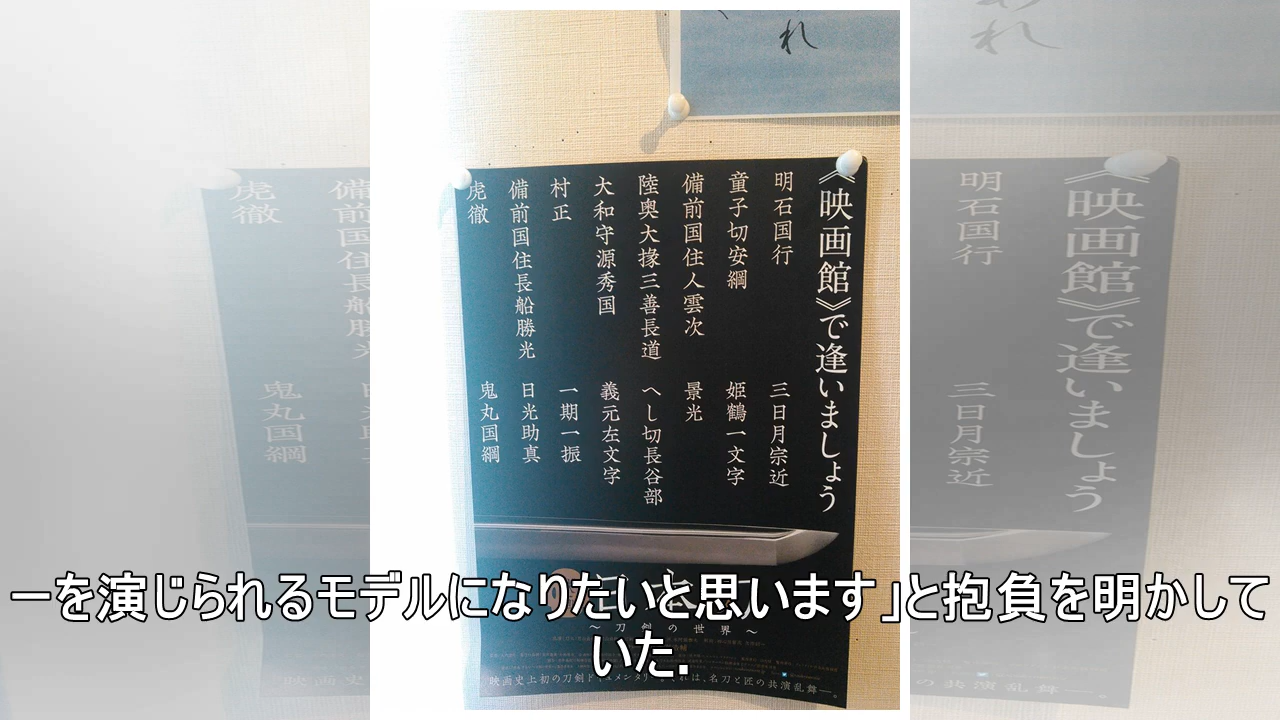 れ
《映画館》で逢いましょう
明石国行
三日月宗近
童子切安綱
姫鶴一文字
備前国住人雲次
景光
陸奥大掾三善長道
へし切長谷部
大和守源秀国
義元左文字
村正
一期一振
備前国住長船勝光
日光助真
虎徹
鬼丸国綱
～刀剣の世界～
映画史上初の刀剣ドキュメンタリー
それは、名刀と匠の共演乱舞―。
ーを演じられるモデルになりたいと思います」と抱負を明かして
いた.